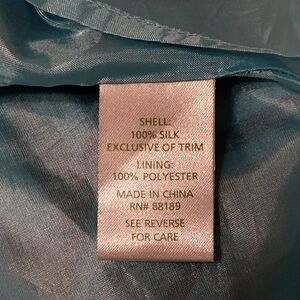 SHELL:
100% SILK
EXCLUSIVE OF TRIM
LINING:
100% POLYESTER
MADE IN CHINA
RN# 88189
SEE REVERSE
FOR CARE